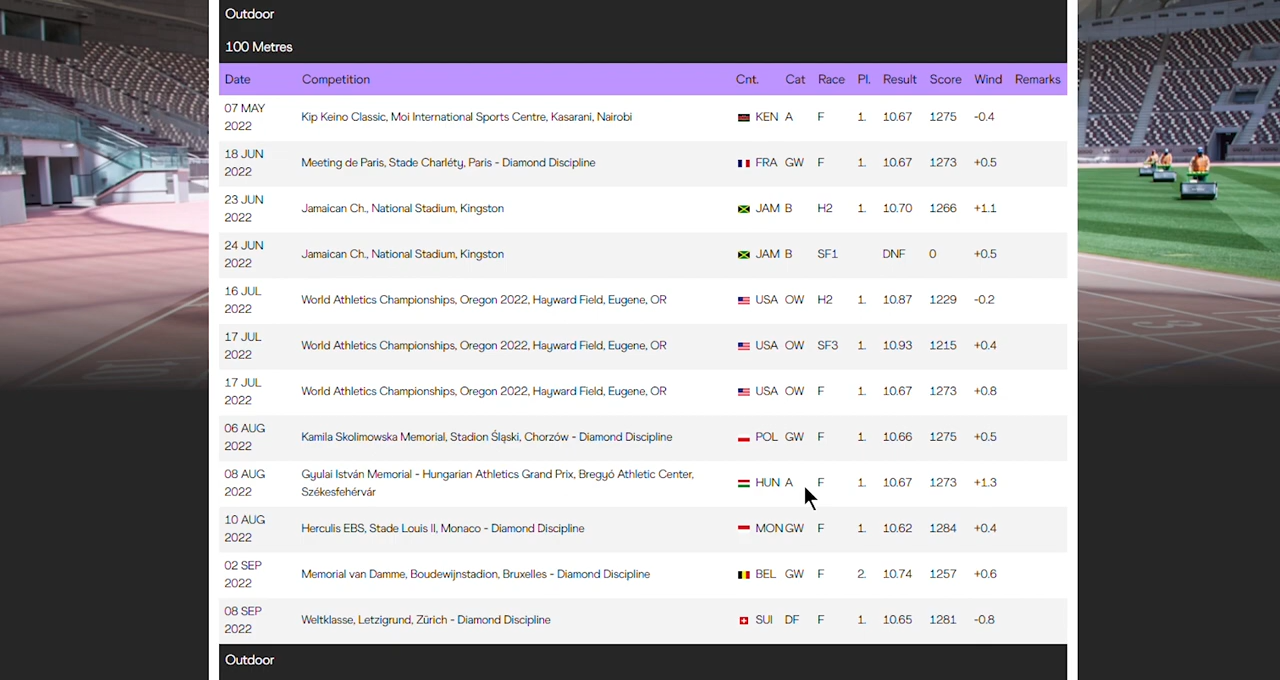 Outdoor
100 Metres
Date Competition Cnt. Cat Race Pl. Result Score Wind Remarks
07 MAY 2022 Kip Keino Classic, Moi International Sports Centre, Kasarani, Nairobi KEN A F 1. 10.67 1275 -0.4
18 JUN 2022 Meeting de Paris, Stade Charléty, Paris - Diamond Discipline FRA GW F 1. 10.67 1273 +0.5
23 JUN 2022 Jamaican Ch., National Stadium, Kingston JAM B H2 1. 10.70 1266 +1.1
24 JUN 2022 Jamaican Ch., National Stadium, Kingston JAM B SF1 DNF 0 +0.5
16 JUL 2022 World Athletics Championships, Oregon 2022, Hayward Field, Eugene, OR USA OW H2 1. 10.87 1229 -0.2
17 JUL 2022 World Athletics Championships, Oregon 2022, Hayward Field, Eugene, OR USA OW SF3 1. 10.93 1215 +0.4
17 JUL 2022 World Athletics Championships, Oregon 2022, Hayward Field, Eugene, OR USA OW F 1. 10.67 1273 +0.8
06 AUG 2022 Kamila Skolimowska Memorial, Stadion Śląski, Chorzów - Diamond Discipline POL GW F 1. 10.66 1275 +0.5
08 AUG 2022 Gyulai István Memorial - Hungarian Athletics Grand Prix, Bregyó Athletic Center, Székesfehérvár HUN A F 1. 10.67 1273 +1.3
10 AUG 2022 Herculis EBS, Stade Louis II, Monaco - Diamond Discipline MON GW F 1. 10.62 1284 +0.4
02 SEP 2022 Memorial van Damme, Boudewijnstadion, Bruxelles - Diamond Discipline BEL GW F 2. 10.74 1257 +0.6
08 SEP 2022 Weltklasse, Letzigrund, Zürich - Diamond Discipline SUI DF F 1. 10.65 1281 -0.8
Outdoor